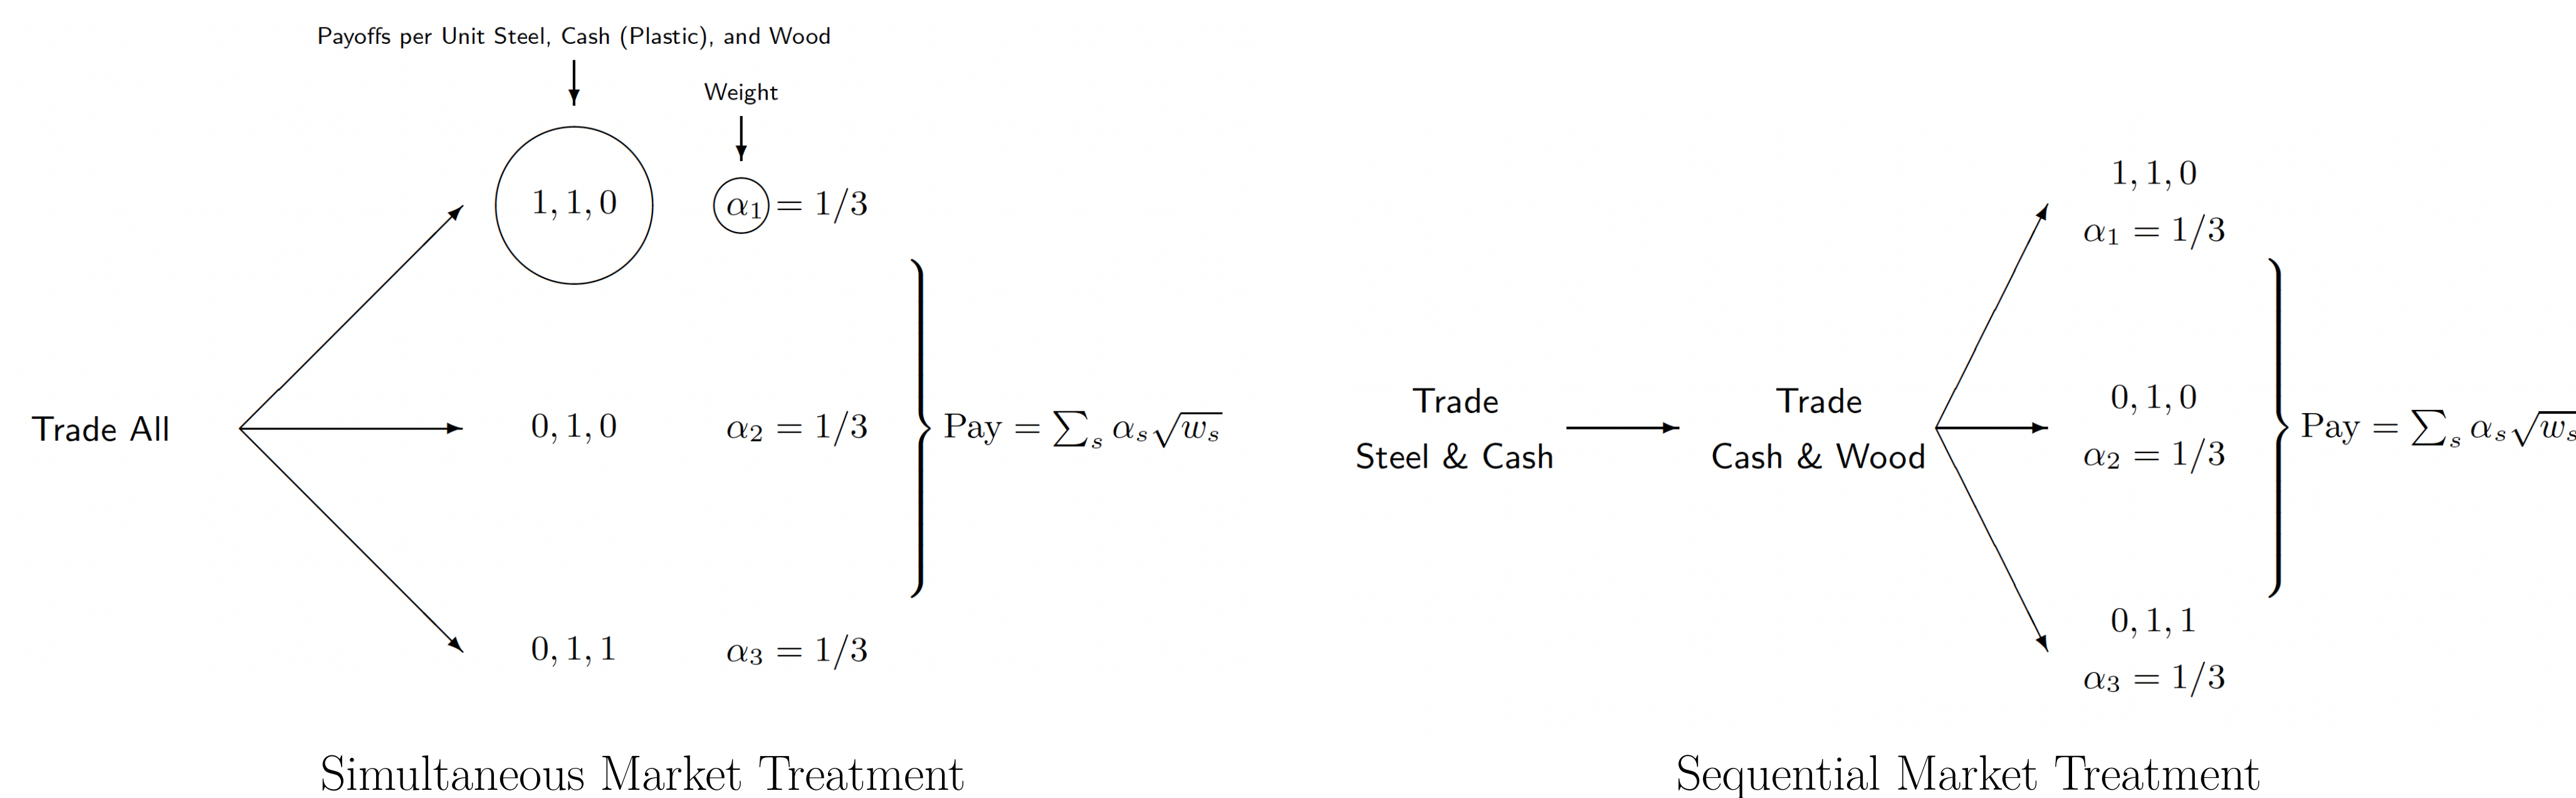 Payoffs per Unit Steel, Cash (Plastic), and Wood
Weight
1, 1, 0
α₁ = 1/3
Trade All
0, 1, 0
α₂ = 1/3
Pay = ∑ₛ αₛ√wₛ
0, 1, 1
α₃ = 1/3
Simultaneous Market Treatment
Trade
Steel & Cash
Trade
Cash & Wood
1, 1, 0
α₁ = 1/3
0, 1, 0
α₂ = 1/3
Pay = ∑ₛ αₛ√wₛ
0, 1, 1
α₃ = 1/3
Sequential Market Treatment